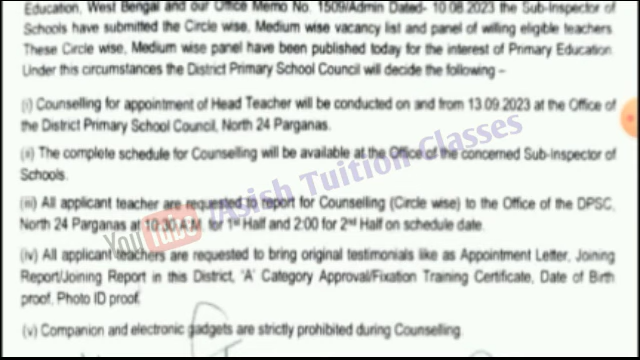 Education, West Bengal and our Office Memo No. 1509/Admin Dated- 10.08.2023 the Sub-Inspector of
Schools have submitted the Circle wise, Medium wise vacancy list and panel of willing eligible teachers
These Circle wise, Medium wise panel have been published today for the interest of Primary Education
Under this circumstances the District Primary School Council will decide the following –
(i) Counselling for appointment of Head Teacher will be conducted on and from 13.09.2023 at the Office of
the District Primary School Council, North 24 Parganas.
(ii) The complete schedule for Counselling will be available at the Office of the concerned Sub-Inspector of
Schools.
(iii) All applicant teacher are requested to report for Counselling (Circle wise) to the Office of the DPSC,
North 24 Parganas at 10:30 A.M. for 1st Half and 2:00 for 2nd Half on schedule date.
(iv) All applicant teachers are requested to bring original testimonials like as Appointment Letter, Joining
Report/Joining Report in this District, 'A' Category Approval/Fixation Training Certificate, Date of Birth
proof, Photo ID proof.
(v) Companion and electronic gadgets are strictly prohibited during Counselling.
YouTube/Asish Tuition Classes